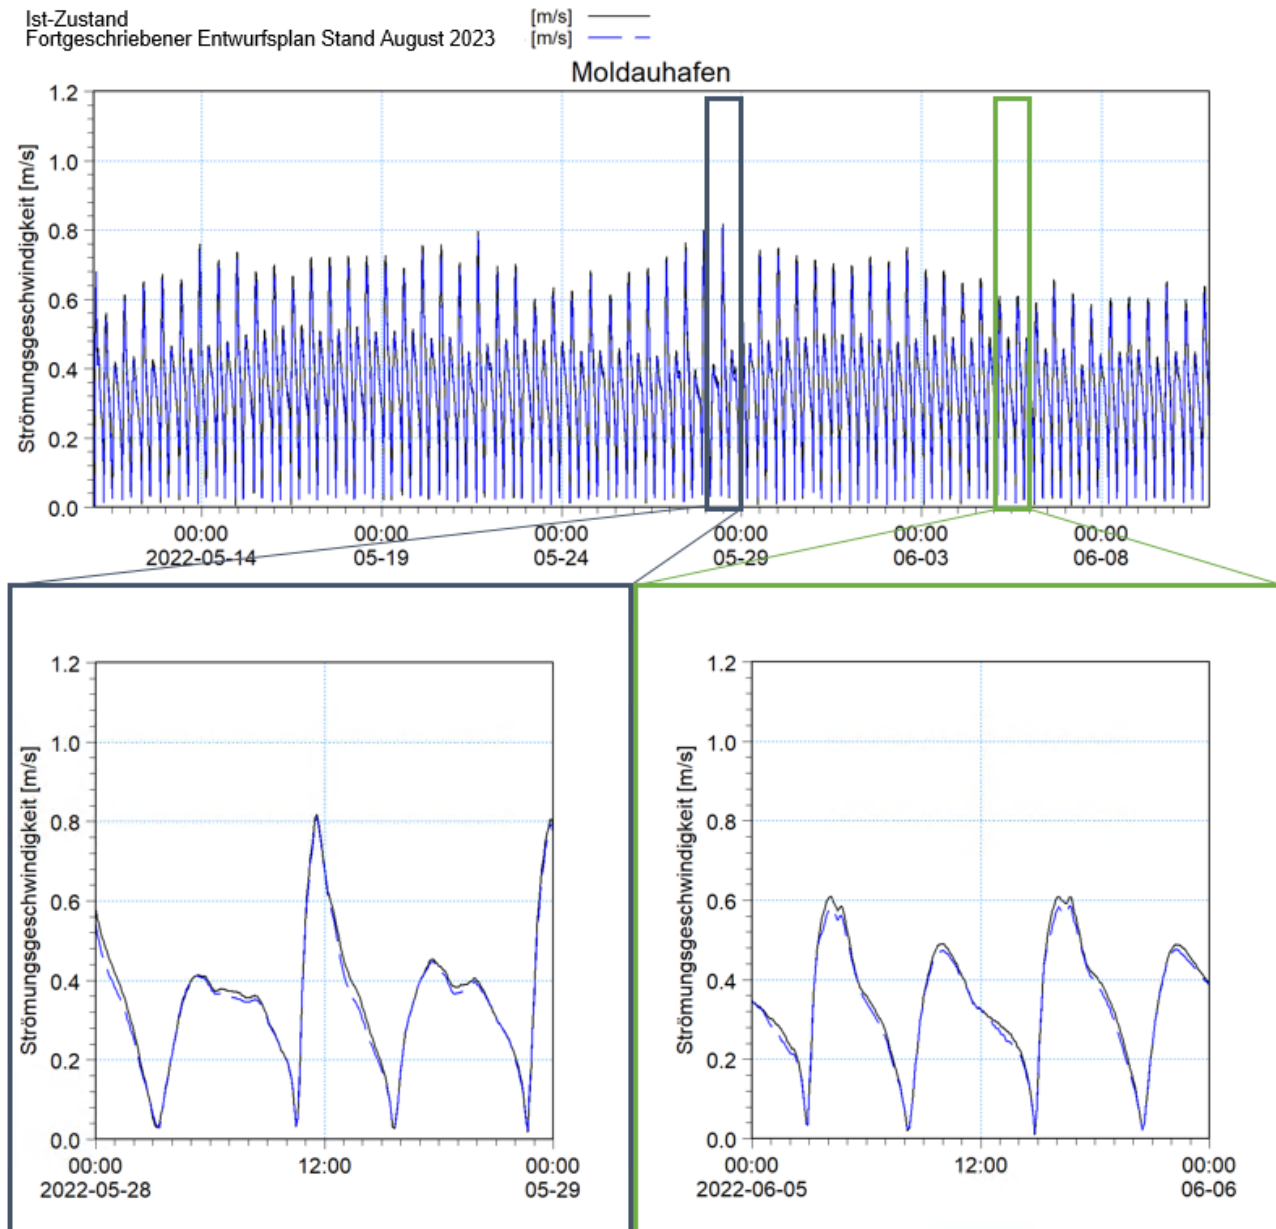 Ist-Zustand [m/s]
Fortgeschriebener Entwurfsplan Stand August 2023 [m/s]
Moldauhafen
Strömungsgeschwindigkeit [m/s]
1.2
1.0
0.8
0.6
0.4
0.2
0.0
00:00 00:00 00:00 00:00 00:00 00:00
2022-05-14 05-19 05-24 05-29 06-03 06-08
Strömungsgeschwindigkeit [m/s]
1.2
1.0
0.8
0.6
0.4
0.2
0.0
00:00 12:00 00:00
2022-05-28 05-29
Strömungsgeschwindigkeit [m/s]
1.2
1.0
0.8
0.6
0.4
0.2
0.0
00:00 12:00 00:00
2022-06-05 06-06